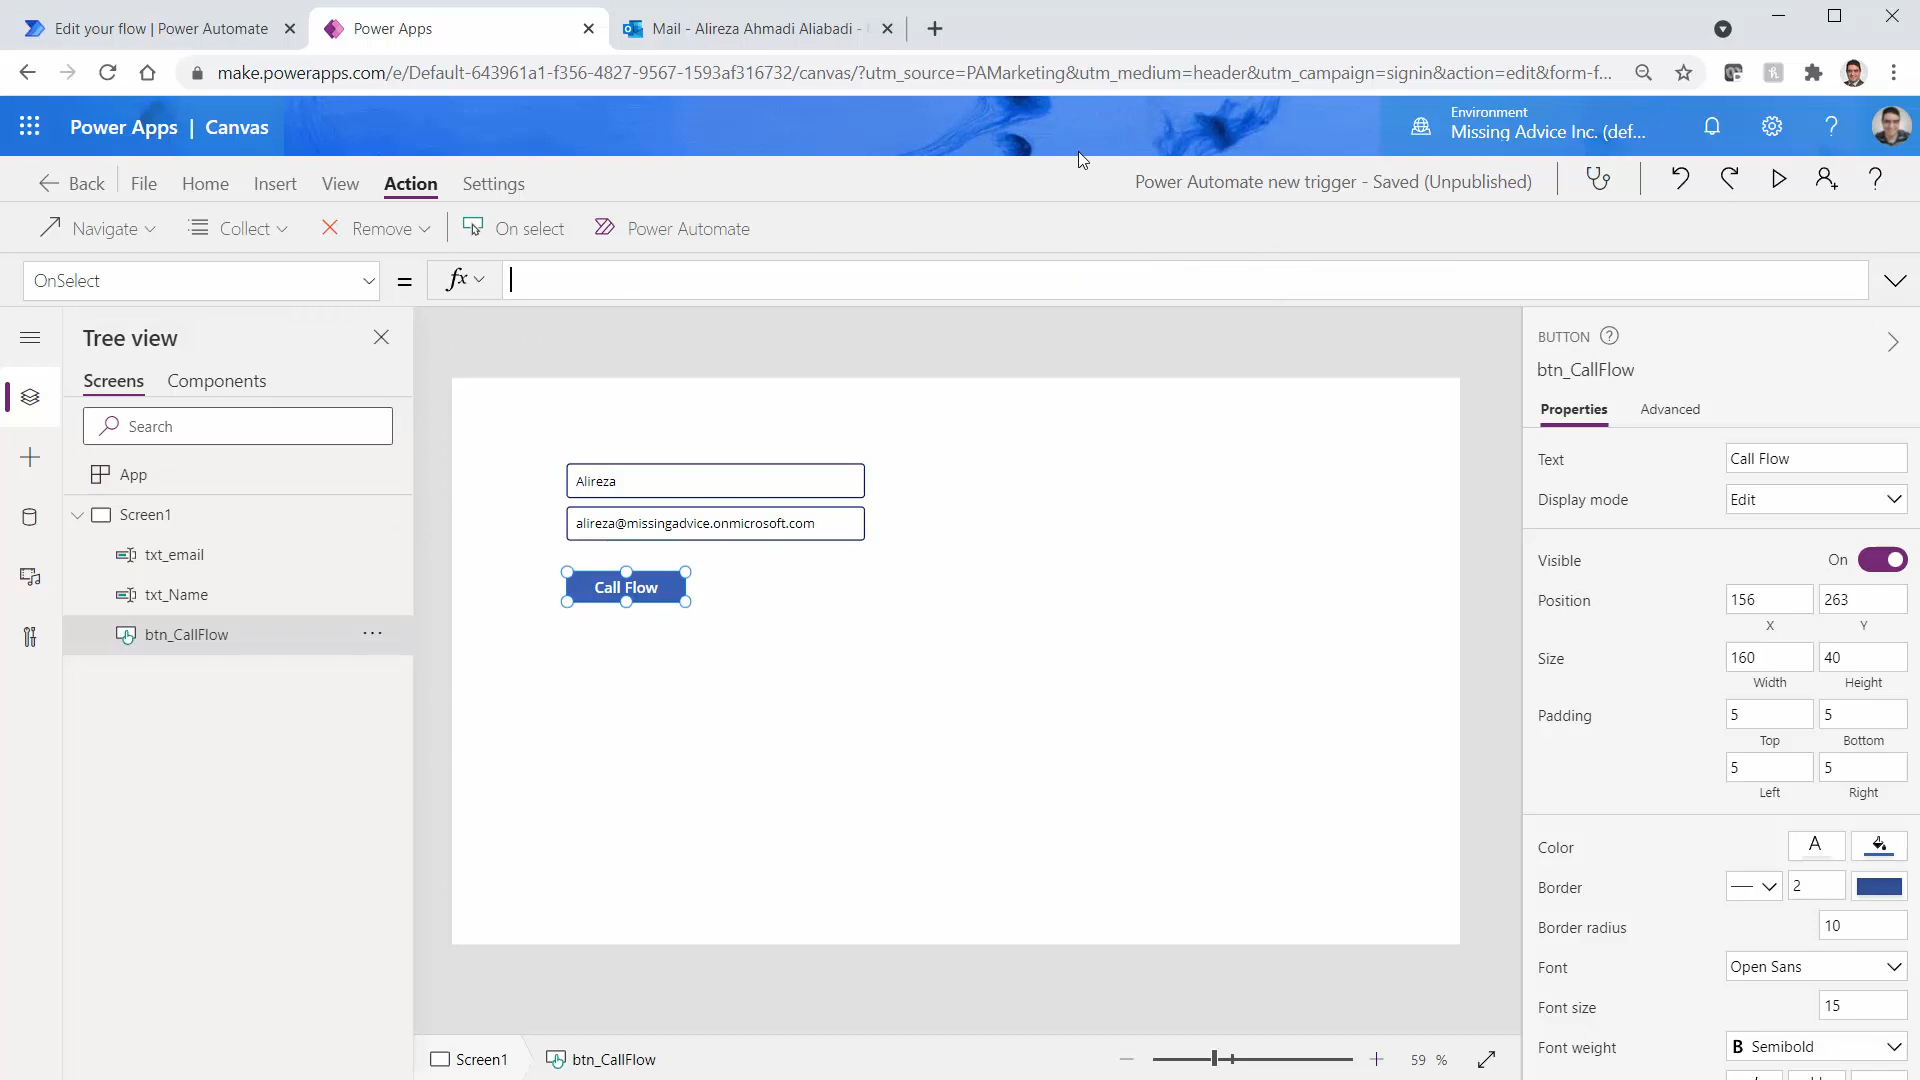 Edit your flow | Power Automate
Power Apps
Mail - Alireza Ahmadi Aliabadi -
make.powerapps.com/e/Default-643961a1-f356-4827-9567-1593af316732/canvas/?utm_source=PAMarketing&utm_medium=header&utm_campaign=signin&action=edit&form-f...
Power Apps | Canvas
Environment
Missing Advice Inc. (def...
Back
File
Home
Insert
View
Action
Settings
Power Automate new trigger - Saved (Unpublished)
Navigate
Collect
Remove
On select
Power Automate
OnSelect
=
fx
Tree view
Screens
Components
Search
App
Screen1
txt_email
txt_Name
btn_CallFlow
...
Alireza
alireza@missingadvice.onmicrosoft.com
Call Flow
BUTTON
btn_CallFlow
Properties
Advanced
Text
Call Flow
Display mode
Edit
Visible
On
Position
156
263
X
Y
Size
160
40
Width
Height
Padding
5
5
Top
Bottom
5
5
Left
Right
Color
A
Border
2
Border radius
10
Font
Open Sans
Font size
15
Font weight
B Semibold
Screen1
btn_CallFlow
59 %